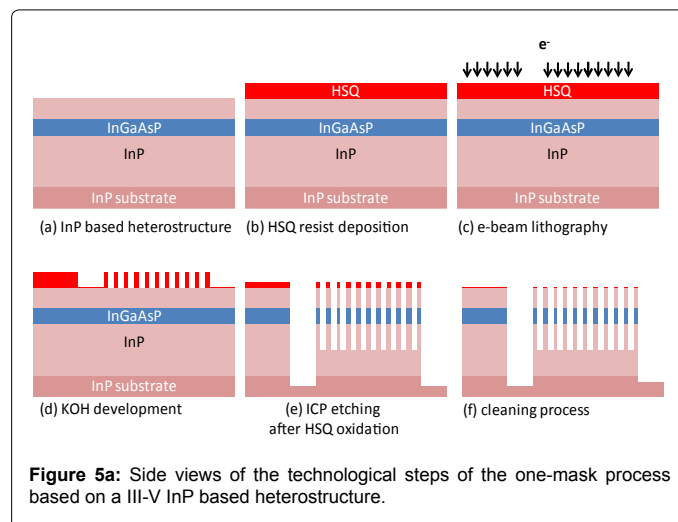 e-
HSQ
HSQ
InGaAsP
InGaAsP
InGaAsP
InP
InP
InP
InP substrate
InP substrate
InP substrate
(a) InP based heterostructure
(b) HSQ resist deposition
(c) e-beam lithography
InGaAsP
InP
InP substrate
(d) KOH development
(e) ICP etching
after HSQ oxidation
(f) cleaning process
Figure 5a: Side views of the technological steps of the one-mask process
based on a III-V InP based heterostructure.